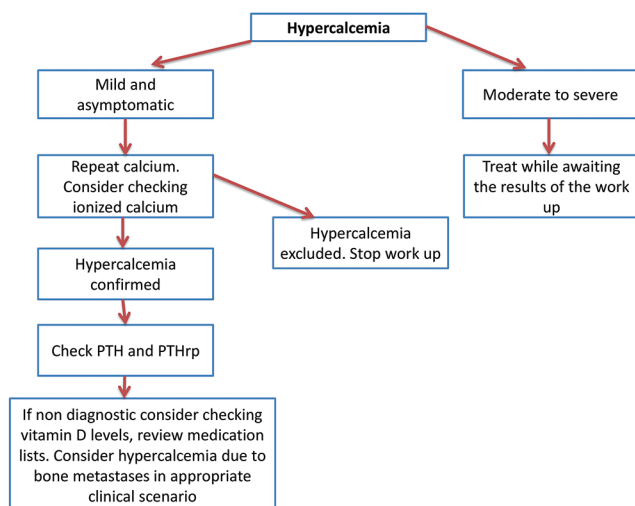 Hypercalcemia
Mild and
asymptomatic
Moderate to severe
Repeat calcium.
Consider checking
ionized calcium
Treat while awaiting
the results of the work
up
Hypercalcemia
excluded. Stop work up
Hypercalcemia
confirmed
Check PTH and PTHrp
If non diagnostic consider checking
vitamin D levels, review medication
lists. Consider hypercalcemia due to
bone metastases in appropriate
clinical scenario